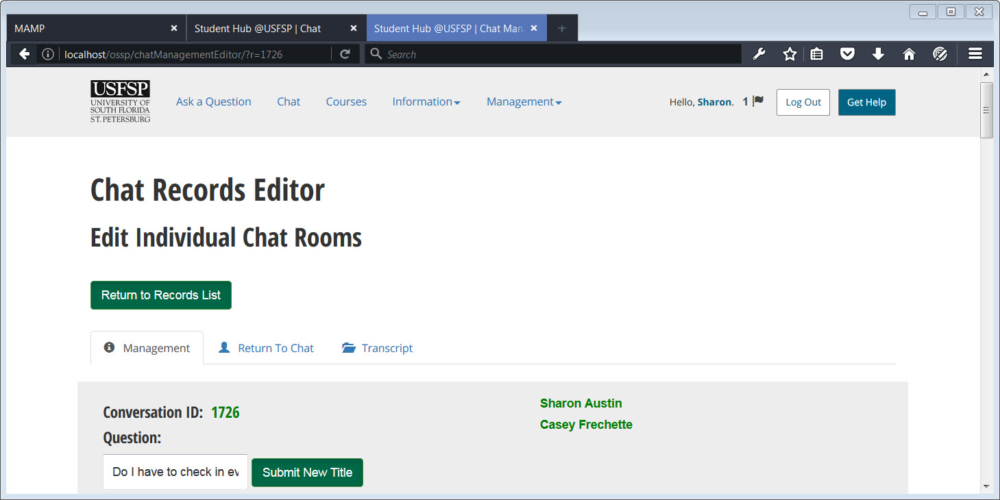 MAMP
Student Hub @USFSP | Chat
Student Hub @USFSP | Chat Man
localhost/ossp/chatManagementEditor/?r=1726
Search
USFSP
UNIVERSITY OF
SOUTH FLORIDA
ST. PETERSBURG
Ask a Question
Chat
Courses
Information
Management
Hello, Sharon. 1
Log Out
Get Help
Chat Records Editor
Edit Individual Chat Rooms
Return to Records List
Management
Return To Chat
Transcript
Conversation ID: 1726
Question:
Do I have to check in ev
Submit New Title
Sharon Austin
Casey Frechette